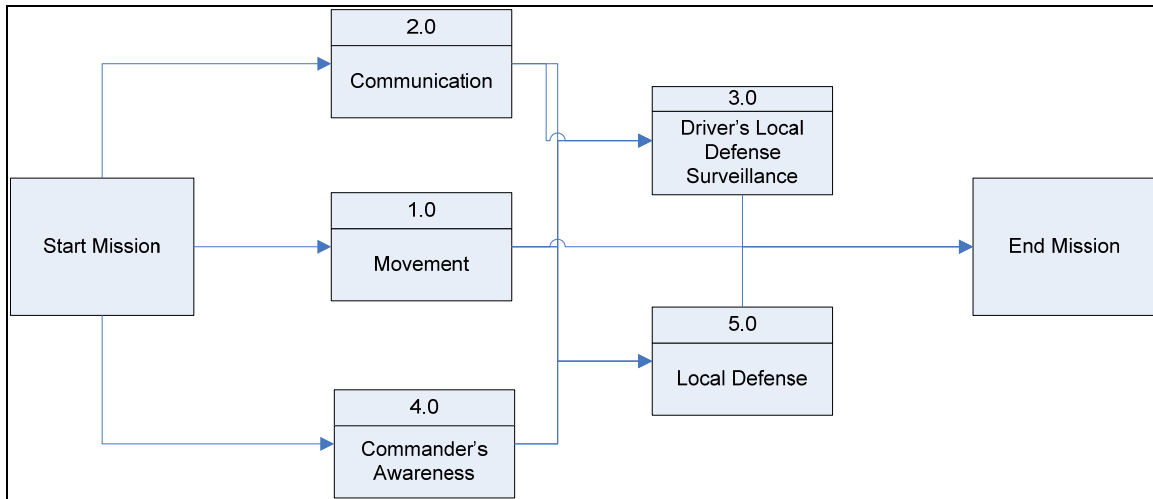 2.0
Communication
3.0
Driver’s Local
Defense
Surveillance
Start Mission
1.0
Movement
End Mission
5.0
Local Defense
4.0
Commander’s
Awareness